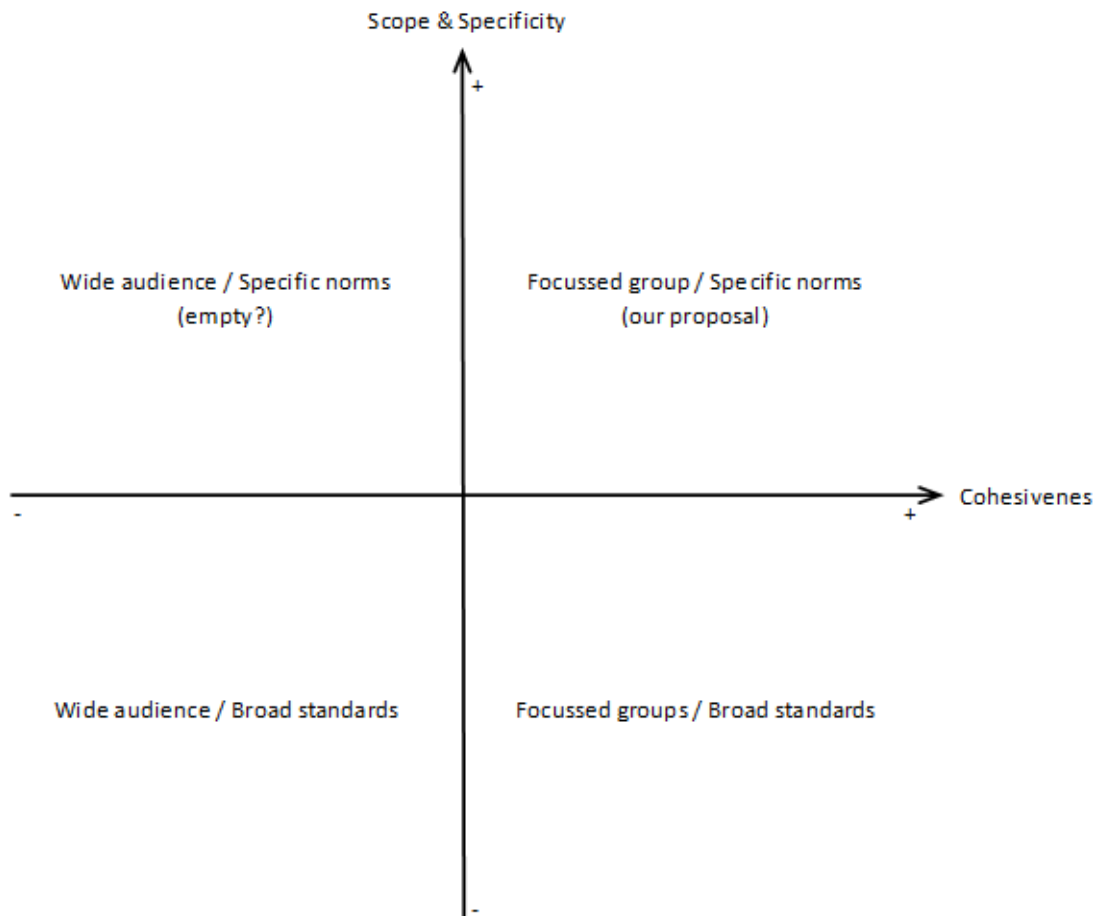 Scope & Specificity
+
Wide audience / Specific norms
(empty?)
Focussed group / Specific norms
(our proposal)
-
+
Cohesivenes
Wide audience / Broad standards
Focussed groups / Broad standards
-